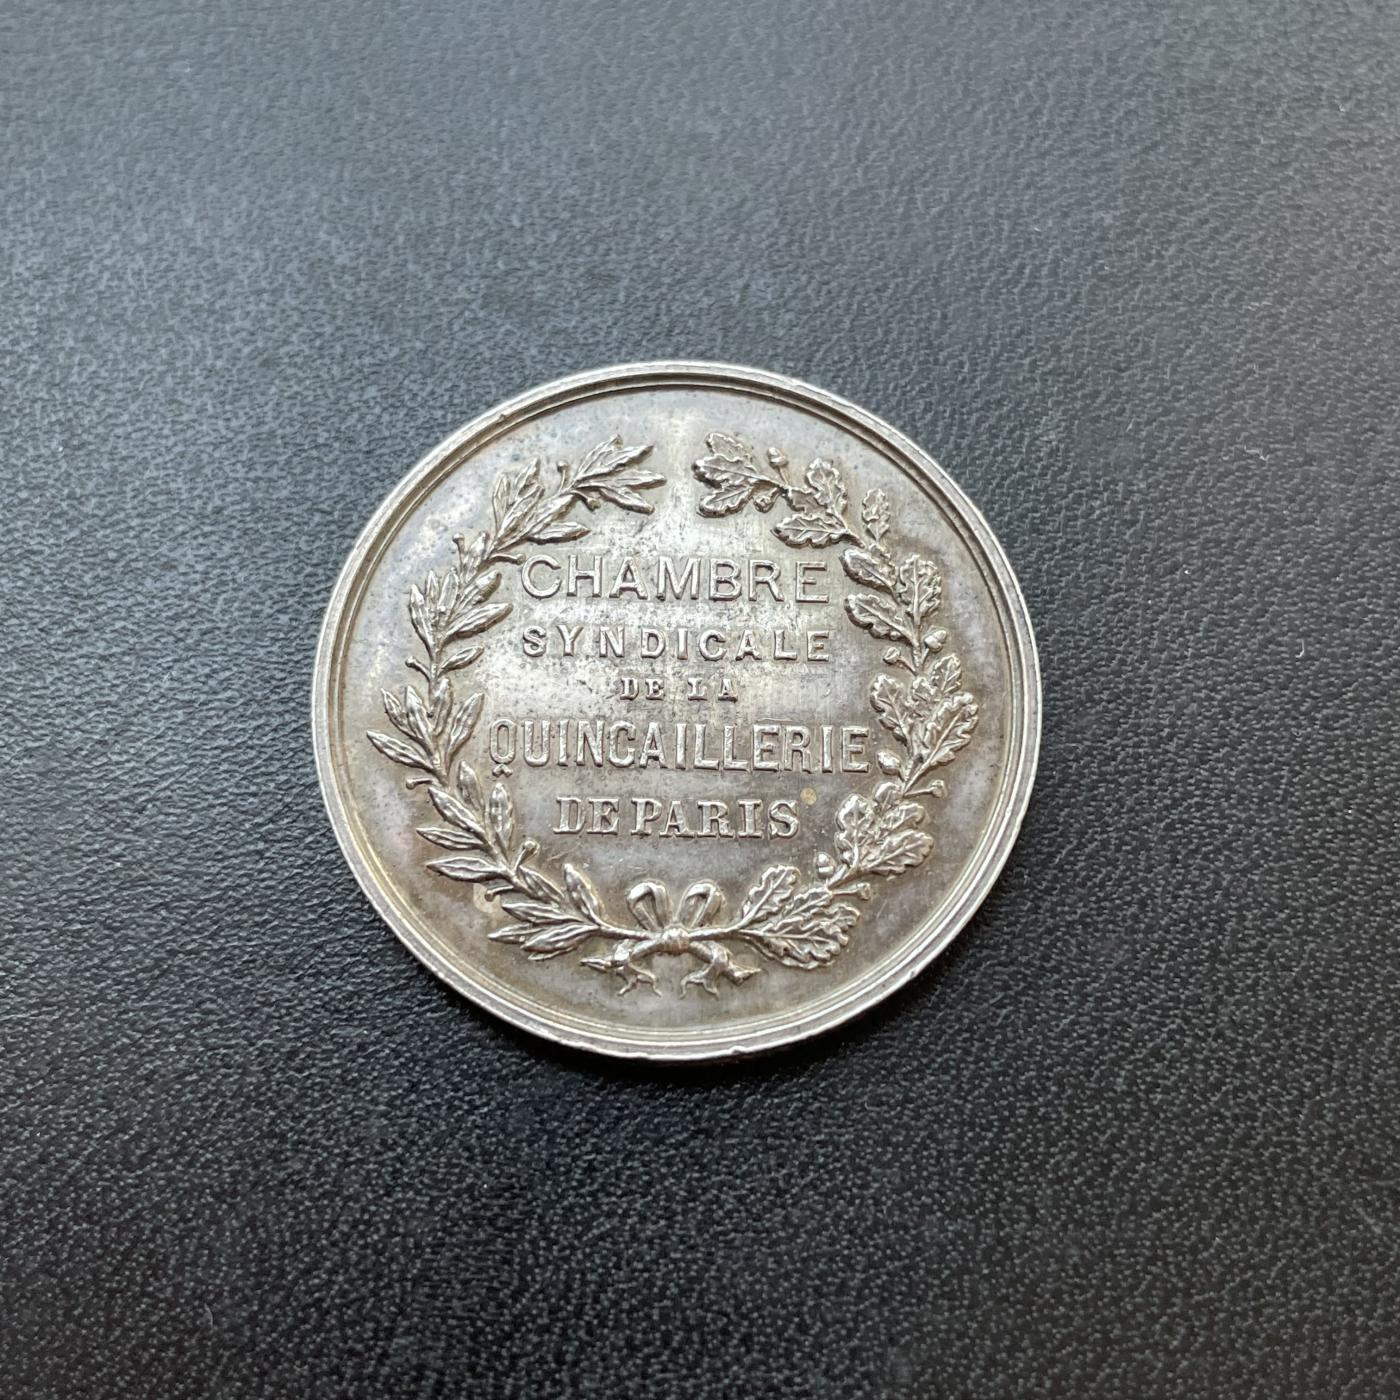 CHAMBRE
SYNDICALE
DE LA
QUINCAILLERIE
DE PARIS